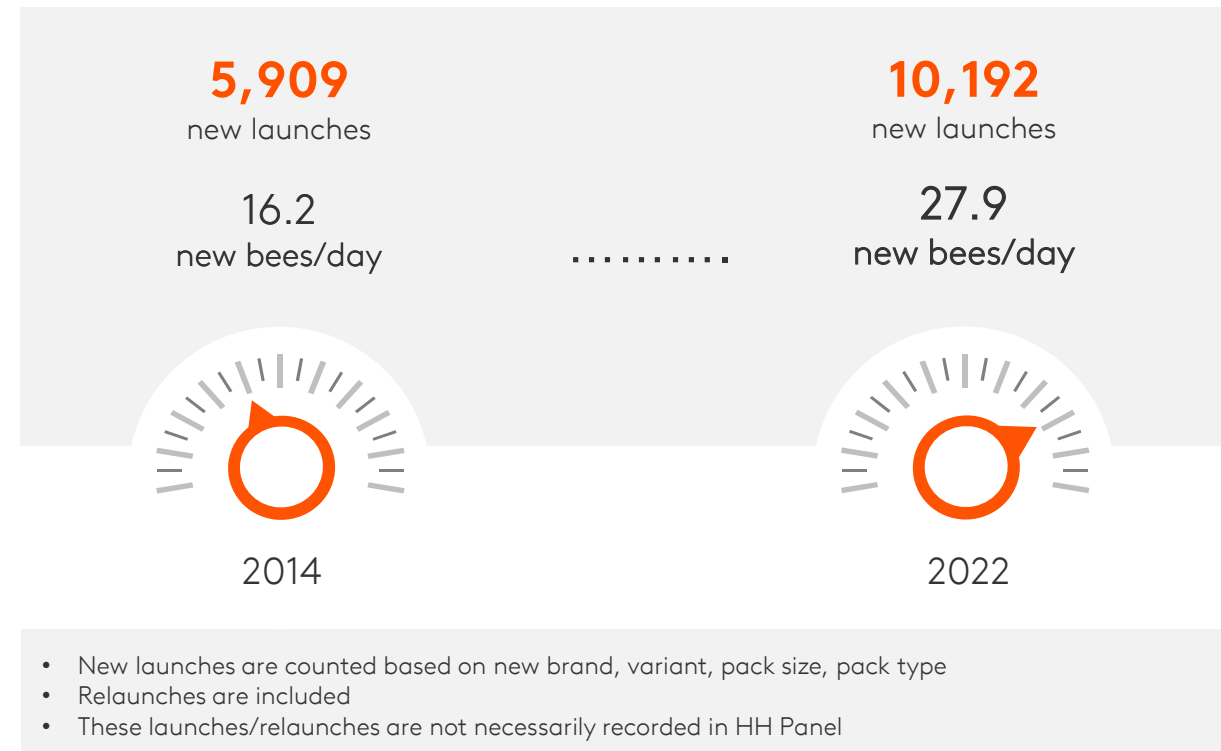 5,909
new launches
16.2
new bees/day
10,192
new launches
27.9
new bees/day
..........
2014
2022
• New launches are counted based on new brand, variant, pack size, pack type
• Relaunches are included
• These launches/relaunches are not necessarily recorded in HH Panel